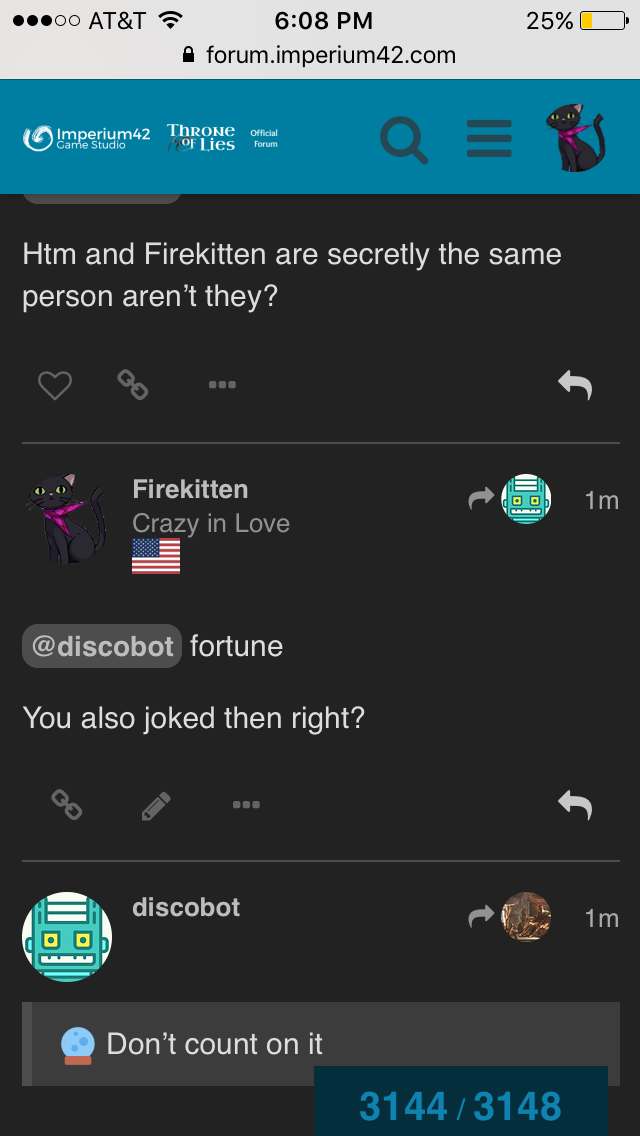 AT&T 6:08 PM 25%
forum.imperium42.com
Imperium42
Game Studio
Throne
of Lies
Official
Forum
Htm and Firekitten are secretly the same
person aren’t they?
Firekitten
Crazy in Love
1m
@discobot fortune
You also joked then right?
discobot
1m
Don’t count on it
3144 / 3148